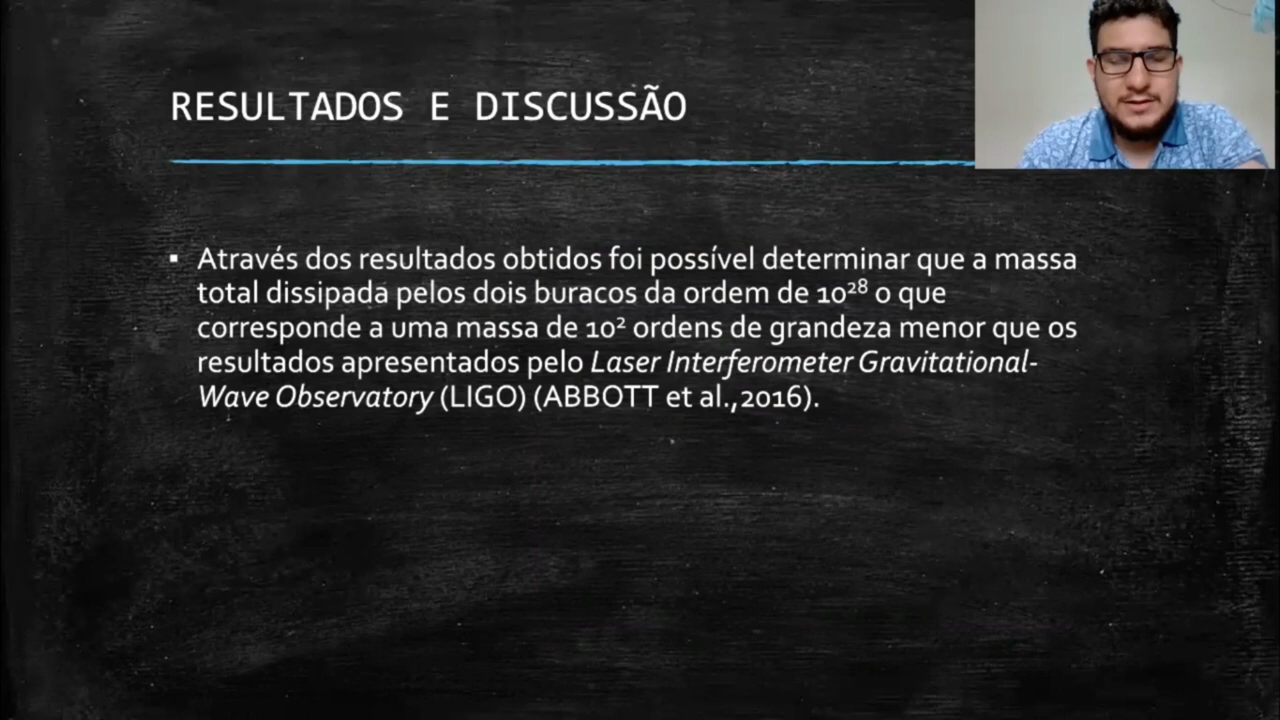 RESULTADOS E DISCUSSÃO
▪ Através dos resultados obtidos foi possível determinar que a massa
total dissipada pelos dois buracos da ordem de 10²⁸ o que
corresponde a uma massa de 10² ordens de grandeza menor que os
resultados apresentados pelo Laser Interferometer Gravitational-
Wave Observatory (LIGO) (ABBOTT et al.,2016).